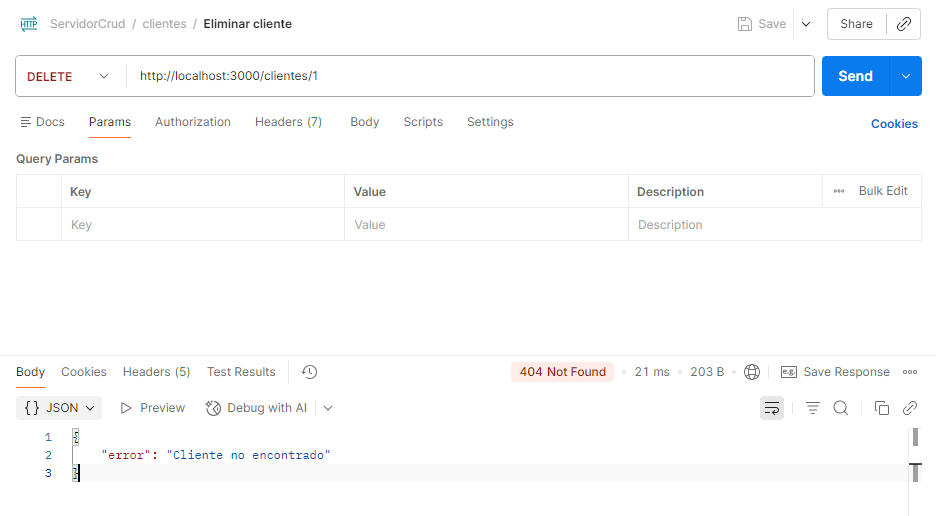 HTTP ServidorCrud / clientes / Eliminar cliente Save Share
DELETE http://localhost:3000/clientes/1 Send
Docs Params Authorization Headers (7) Body Scripts Settings Cookies
Query Params
Key Value Description Bulk Edit
Key Value Description
Body Cookies Headers (5) Test Results 404 Not Found 21 ms 203 B e.g. Save Response
{ } JSON Preview Debug with AI
1 {
2 "error": "Cliente no encontrado"
3 }